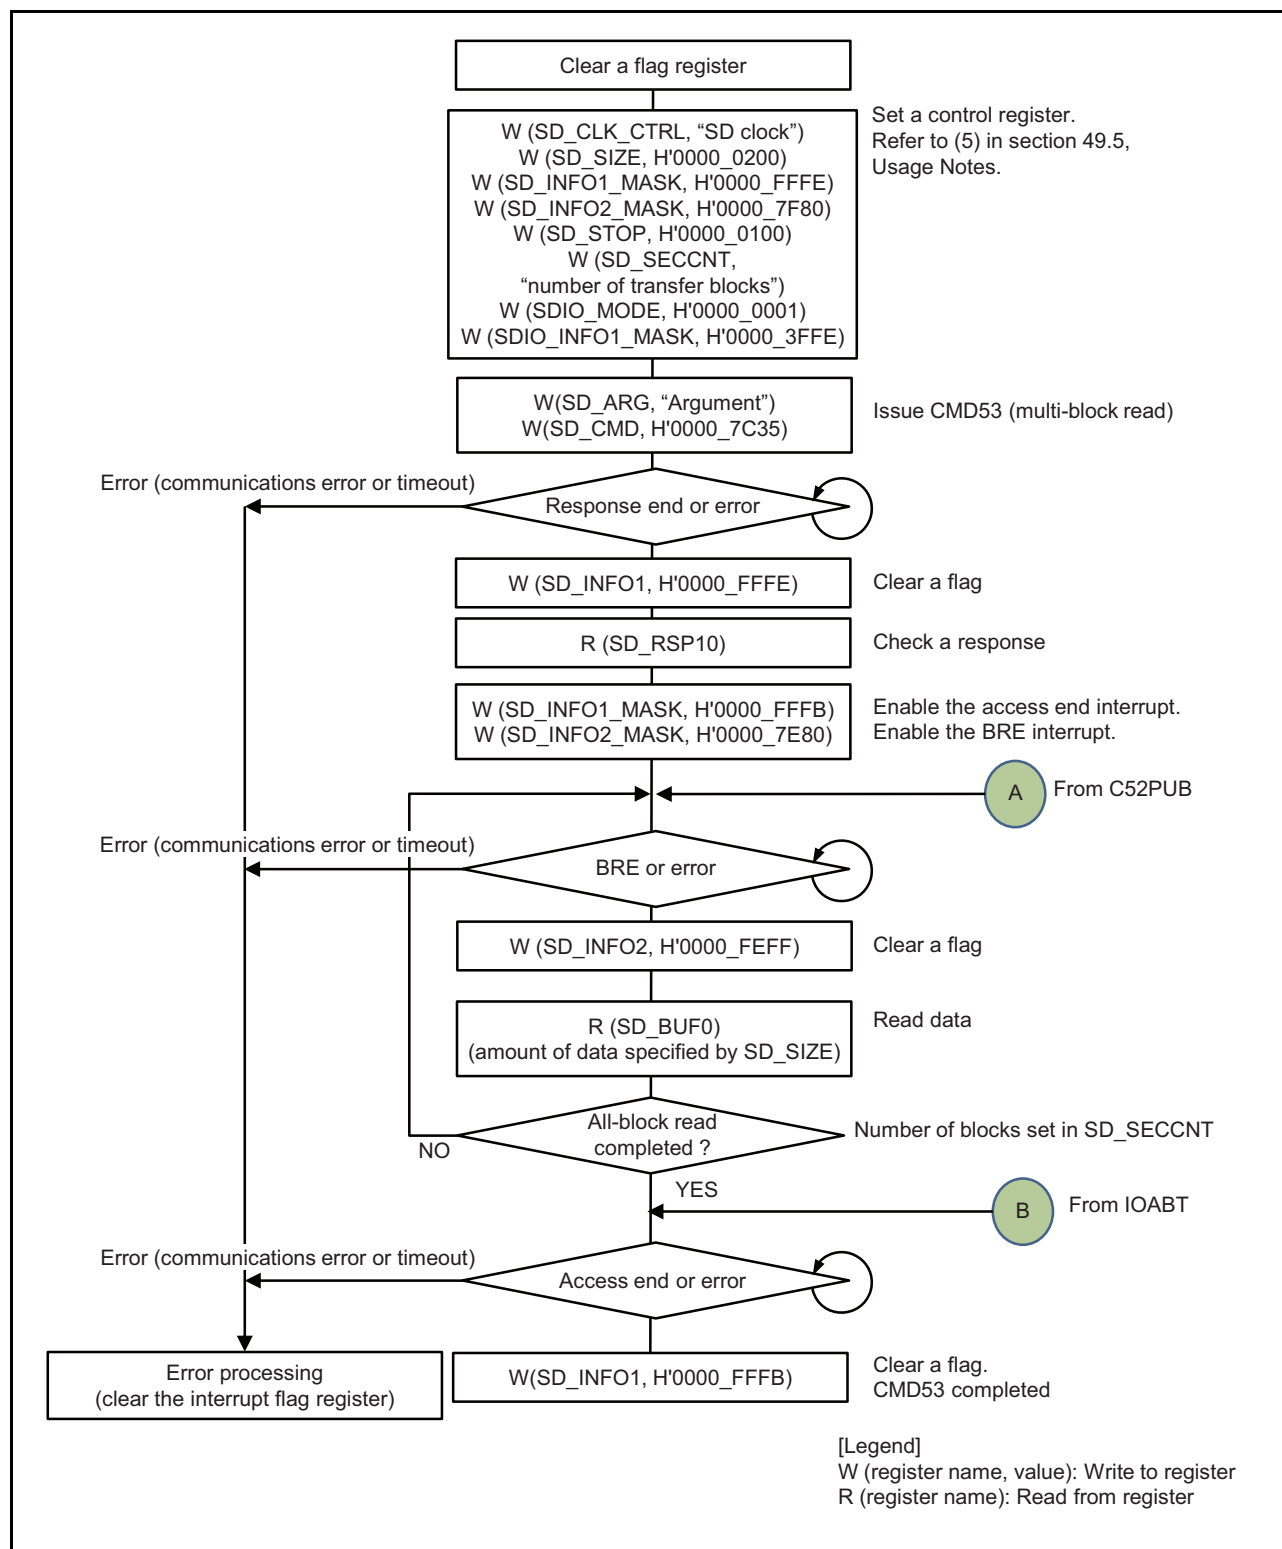 Clear a flag register
W (SD_CLK_CTRL, “SD clock”)
W (SD_SIZE, H'0000_0200)
W (SD_INFO1_MASK, H'0000_FFFE)
W (SD_INFO2_MASK, H'0000_7F80)
W (SD_STOP, H'0000_0100)
W (SD_SECCNT,
“number of transfer blocks”)
W (SDIO_MODE, H'0000_0001)
W (SDIO_INFO1_MASK, H'0000_3FFE)
Set a control register.
Refer to (5) in section 49.5,
Usage Notes.
W(SD_ARG, “Argument”)
W(SD_CMD, H'0000_7C35)
Issue CMD53 (multi-block read)
Error (communications error or timeout)
Response end or error
W (SD_INFO1, H'0000_FFFE)
Clear a flag
R (SD_RSP10)
Check a response
W (SD_INFO1_MASK, H'0000_FFFB)
W (SD_INFO2_MASK, H'0000_7E80)
Enable the access end interrupt.
Enable the BRE interrupt.
A
From C52PUB
Error (communications error or timeout)
BRE or error
W (SD_INFO2, H'0000_FEFF)
Clear a flag
R (SD_BUF0)
(amount of data specified by SD_SIZE)
Read data
All-block read
completed ?
Number of blocks set in SD_SECCNT
NO
YES
B
From IOABT
Error (communications error or timeout)
Access end or error
Error processing
(clear the interrupt flag register)
W(SD_INFO1, H'0000_FFFB)
Clear a flag.
CMD53 completed
[Legend]
W (register name, value): Write to register
R (register name): Read from register